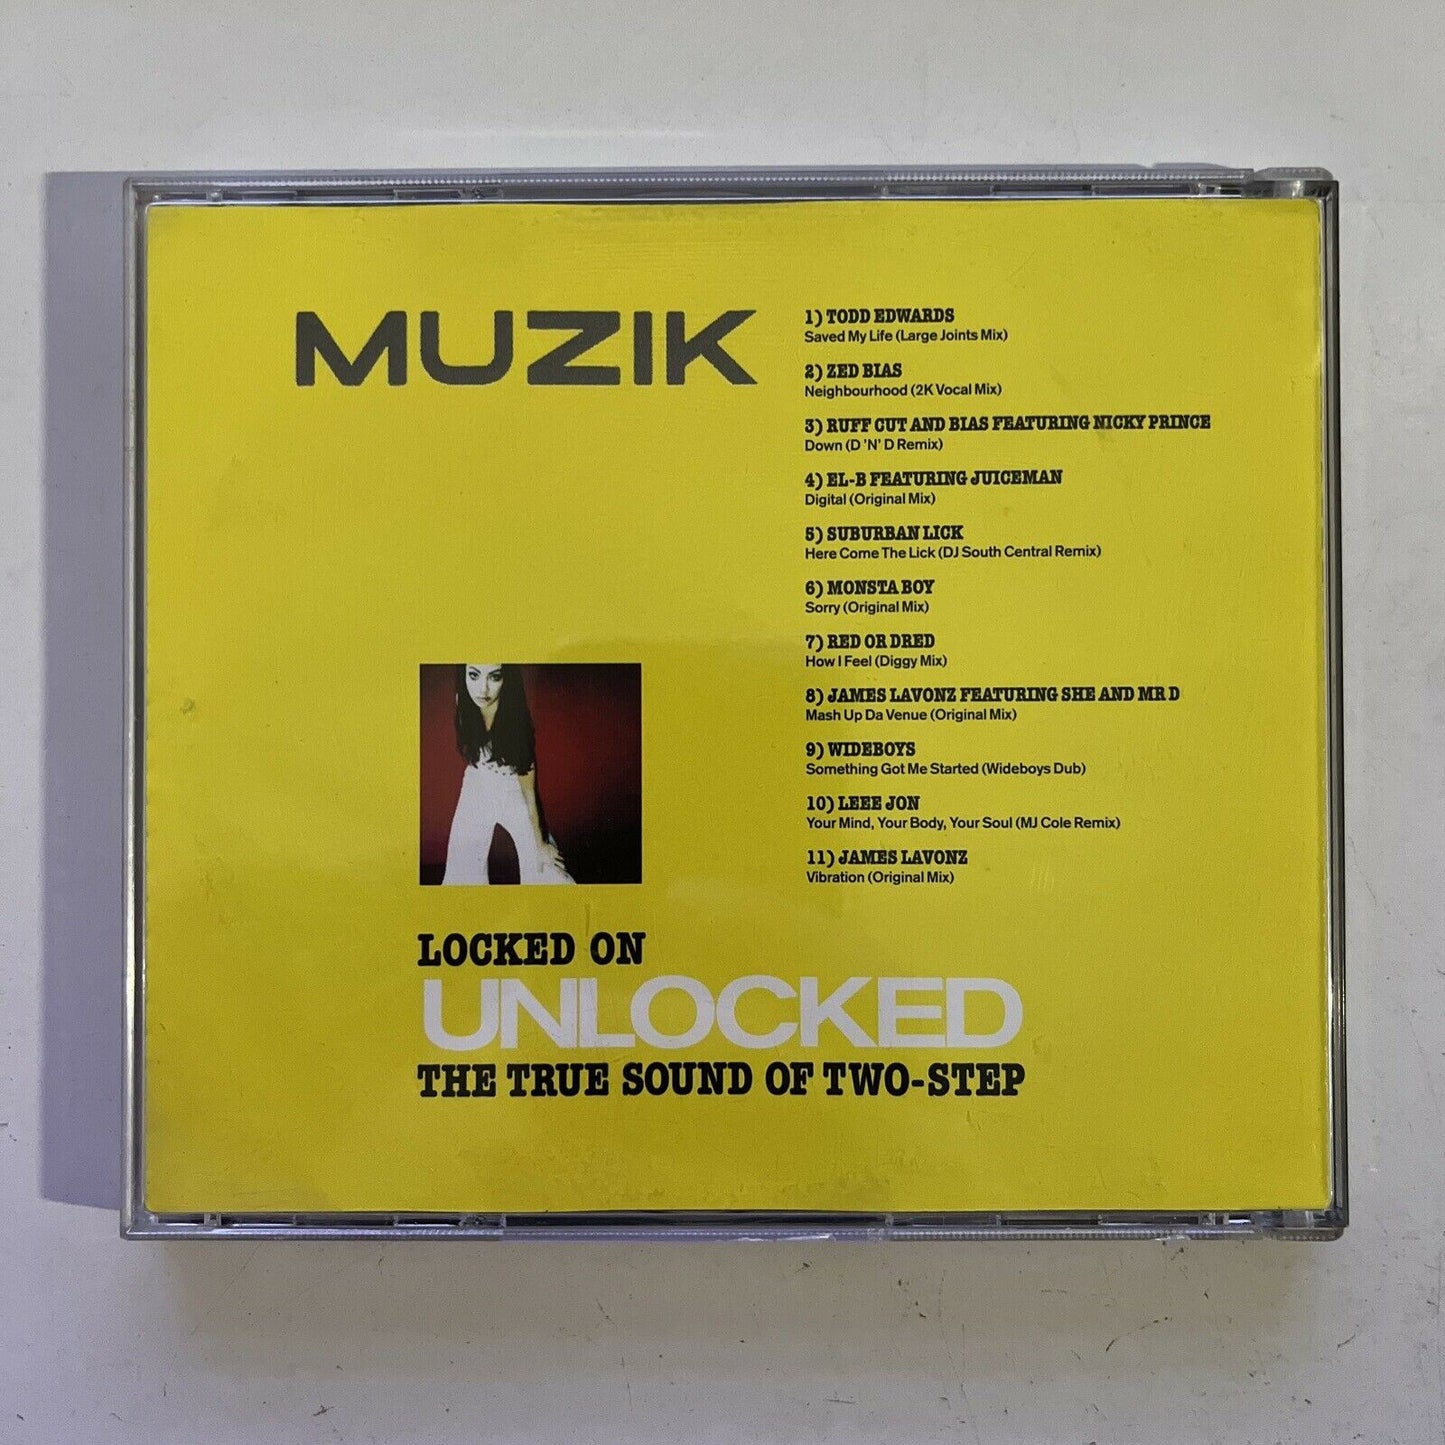 MUZIK
1) TODD EDWARDS
Saved My Life (Large Joints Mix)
2) ZED BIAS
Neighbourhood (2K Vocal Mix)
3) RUFF CUT AND BIAS FEATURING NICKY PRINCE
Down (D 'N' D Remix)
4) EL-B FEATURING JUICEMAN
Digital (Original Mix)
5) SUBURBAN LICK
Here Come The Lick (DJ South Central Remix)
6) MONSTA BOY
Sorry (Original Mix)
7) RED OR DRED
How I Feel (Diggy Mix)
8) JAMES LAVONZ FEATURING SHE AND MR D
Mash Up Da Venue (Original Mix)
9) WIDEBOYS
Something Got Me Started (Wideboys Dub)
10) LEEE JON
Your Mind, Your Body, Your Soul (MJ Cole Remix)
11) JAMES LAVONZ
Vibration (Original Mix)
LOCKED ON
UNLOCKED
THE TRUE SOUND OF TWO-STEP